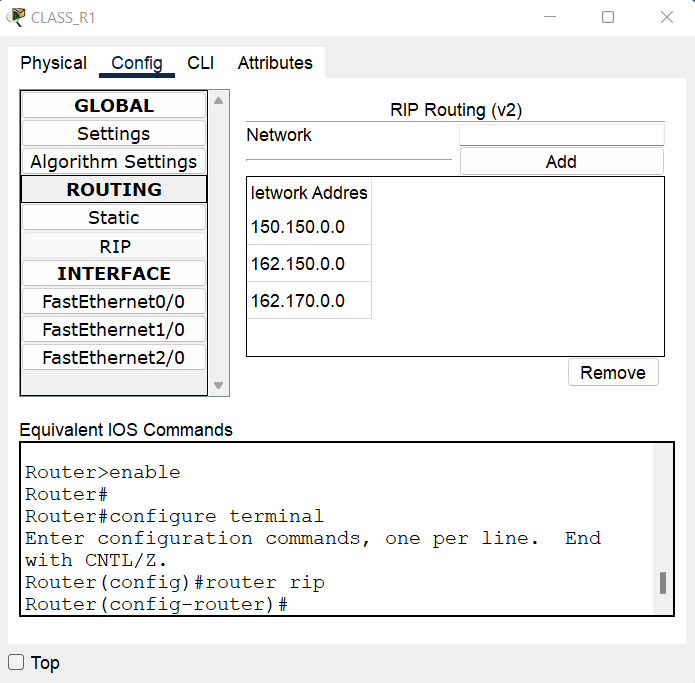 CLASS_R1
Physical Config CLI Attributes
GLOBAL
Settings
Algorithm Settings
ROUTING
Static
RIP
INTERFACE
FastEthernet0/0
FastEthernet1/0
FastEthernet2/0
RIP Routing (v2)
Network
Add
letwork Addres
150.150.0.0
162.150.0.0
162.170.0.0
Remove
Equivalent IOS Commands
Router>enable
Router#
Router#configure terminal
Enter configuration commands, one per line. End
with CNTL/Z.
Router(config)#router rip
Router(config-router)#
Top